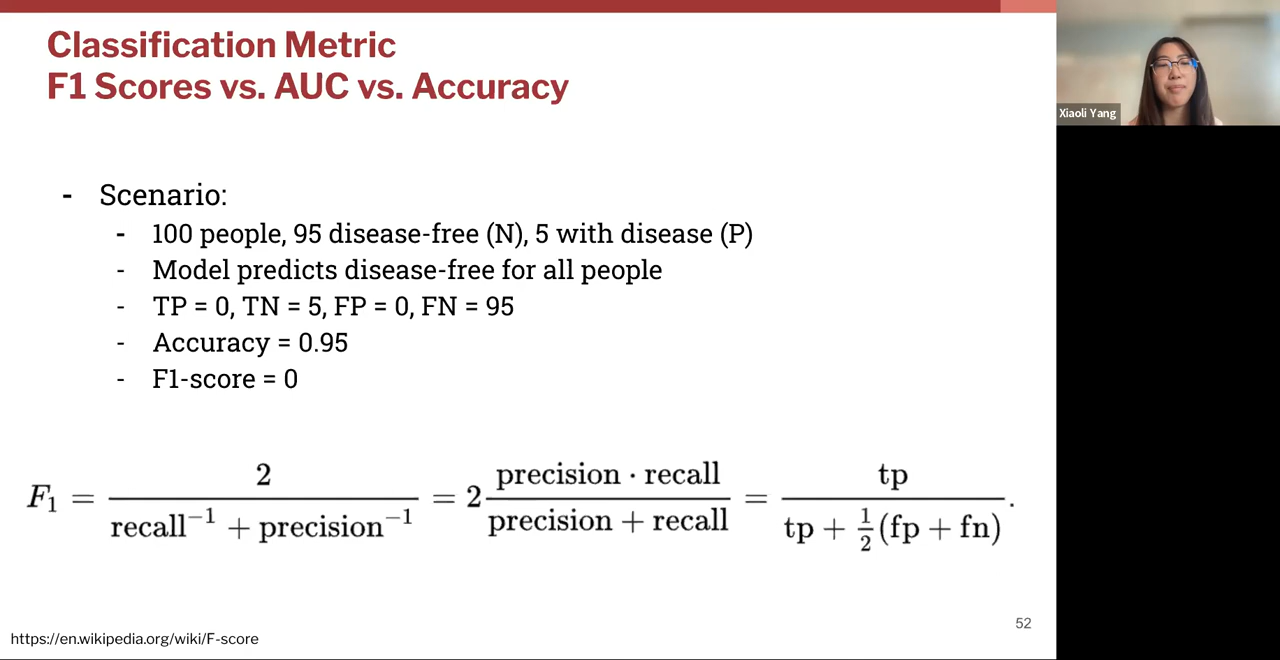 Classification Metric
F1 Scores vs. AUC vs. Accuracy
Xiaoli Yang
- Scenario:
- 100 people, 95 disease-free (N), 5 with disease (P)
- Model predicts disease-free for all people
- TP = 0, TN = 5, FP = 0, FN = 95
- Accuracy = 0.95
- F1-score = 0
F₁ = 2 / (recall⁻¹ + precision⁻¹) = 2 (precision · recall) / (precision + recall) = tp / (tp + ½(fp + fn)).
52
https://en.wikipedia.org/wiki/F-score